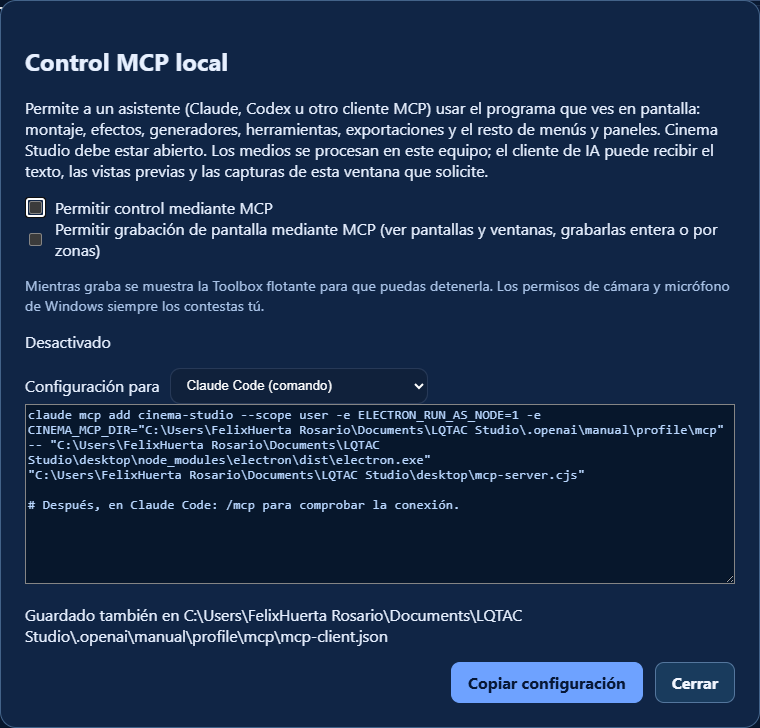 Control MCP local
Permite a un asistente (Claude, Codex u otro cliente MCP) usar el programa que ves en pantalla:
montaje, efectos, generadores, herramientas, exportaciones y el resto de menús y paneles. Cinema
Studio debe estar abierto. Los medios se procesan en este equipo; el cliente de IA puede recibir el
texto, las vistas previas y las capturas de esta ventana que solicite.
Permitir control mediante MCP
Permitir grabación de pantalla mediante MCP (ver pantallas y ventanas, grabarlas entera o por
zonas)
Mientras graba se muestra la Toolbox flotante para que puedas detenerla. Los permisos de cámara y micrófono
de Windows siempre los contestas tú.
Desactivado
Configuración para Claude Code (comando)
claude mcp add cinema-studio --scope user -e ELECTRON_RUN_AS_NODE=1 -e
CINEMA_MCP_DIR="C:\Users\FelixHuerta Rosario\Documents\LQTAC Studio\.openai\manual\profile\mcp"
-- "C:\Users\FelixHuerta Rosario\Documents\LQTAC
Studio\desktop\node_modules\electron\dist\electron.exe"
"C:\Users\FelixHuerta Rosario\Documents\LQTAC Studio\desktop\mcp-server.cjs"
# Después, en Claude Code: /mcp para comprobar la conexión.
Guardado también en C:\Users\FelixHuerta Rosario\Documents\LQTAC
Studio\.openai\manual\profile\mcp\mcp-client.json
Copiar configuración Cerrar